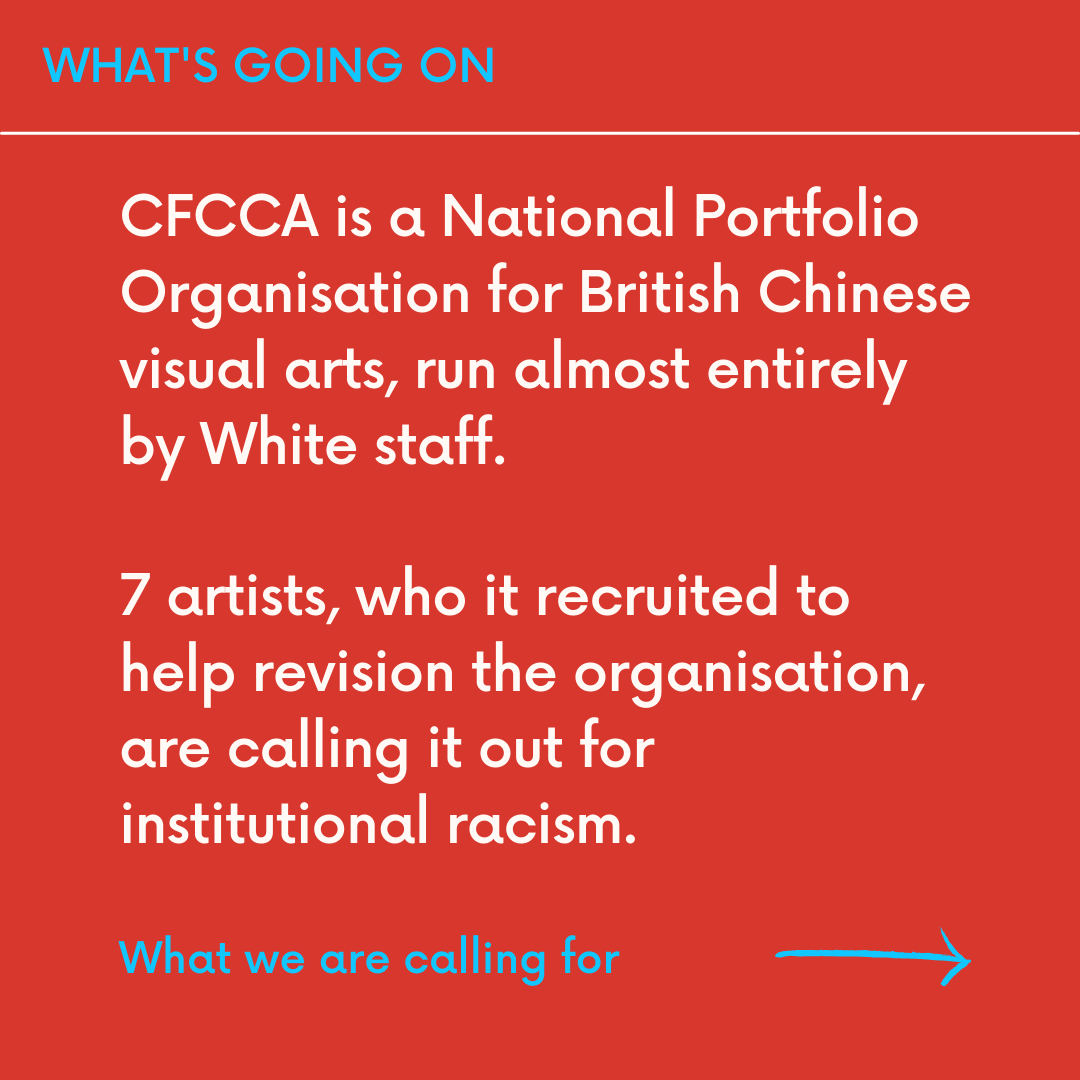 WHAT'S GOING ON
CFCCA is a National Portfolio
Organisation for British Chinese
visual arts, run almost entirely
by White staff.
7 artists, who it recruited to
help revision the organisation,
are calling it out for
institutional racism.
What we are calling for